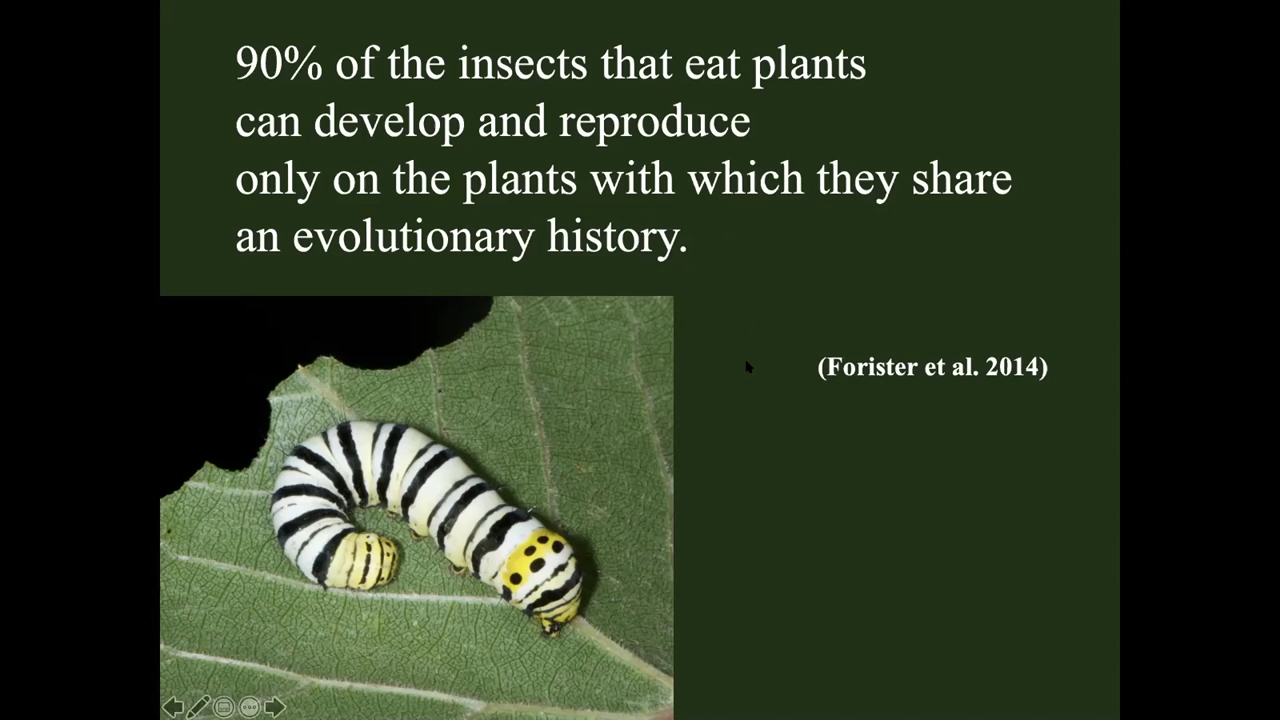 90% of the insects that eat plants
can develop and reproduce
only on the plants with which they share
an evolutionary history.
(Forister et al. 2014)